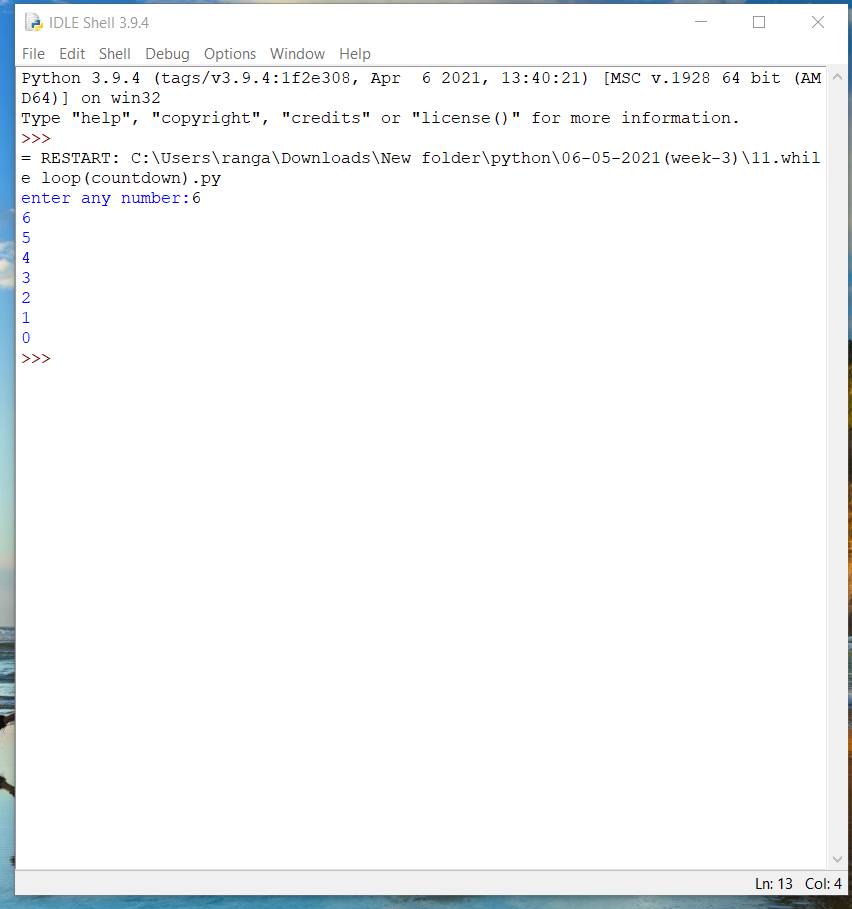 IDLE Shell 3.9.4
File Edit Shell Debug Options Window Help
Python 3.9.4 (tags/v3.9.4:1f2e308, Apr  6 2021, 13:40:21) [MSC v.1928 64 bit (AM
D64)] on win32
Type "help", "copyright", "credits" or "license()" for more information.
>>>
= RESTART: C:\Users\ranga\Downloads\New folder\python\06-05-2021(week-3)\11.whil
e loop(countdown).py
enter any number:6
6
5
4
3
2
1
0
>>>
Ln: 13 Col: 4